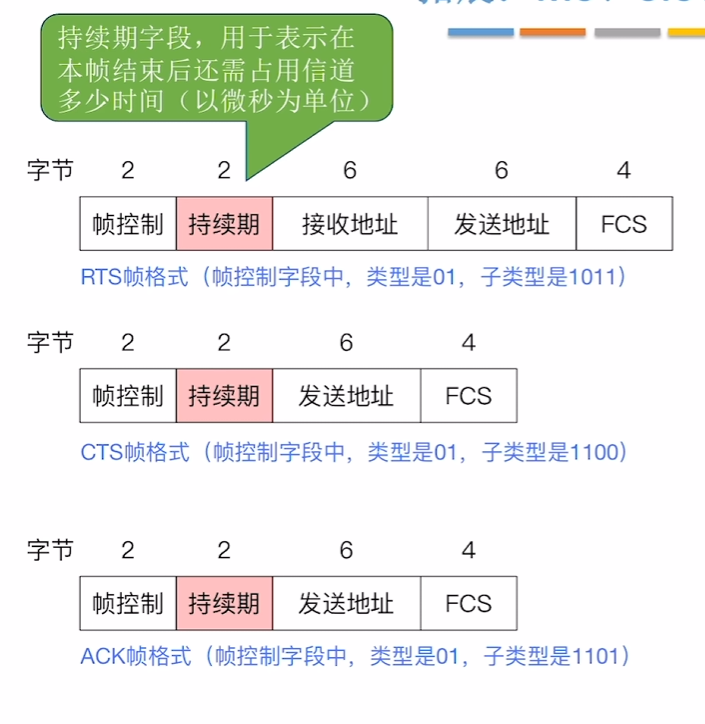 持续期字段，用于表示在
本帧结束后还需占用信道
多少时间（以微秒为单位）
字节 2 2 6 6 4
帧控制 持续期 接收地址 发送地址 FCS
RTS帧格式（帧控制字段中，类型是01，子类型是1011）
字节 2 2 6 4
帧控制 持续期 发送地址 FCS
CTS帧格式（帧控制字段中，类型是01，子类型是1100）
字节 2 2 6 4
帧控制 持续期 发送地址 FCS
ACK帧格式（帧控制字段中，类型是01，子类型是1101）